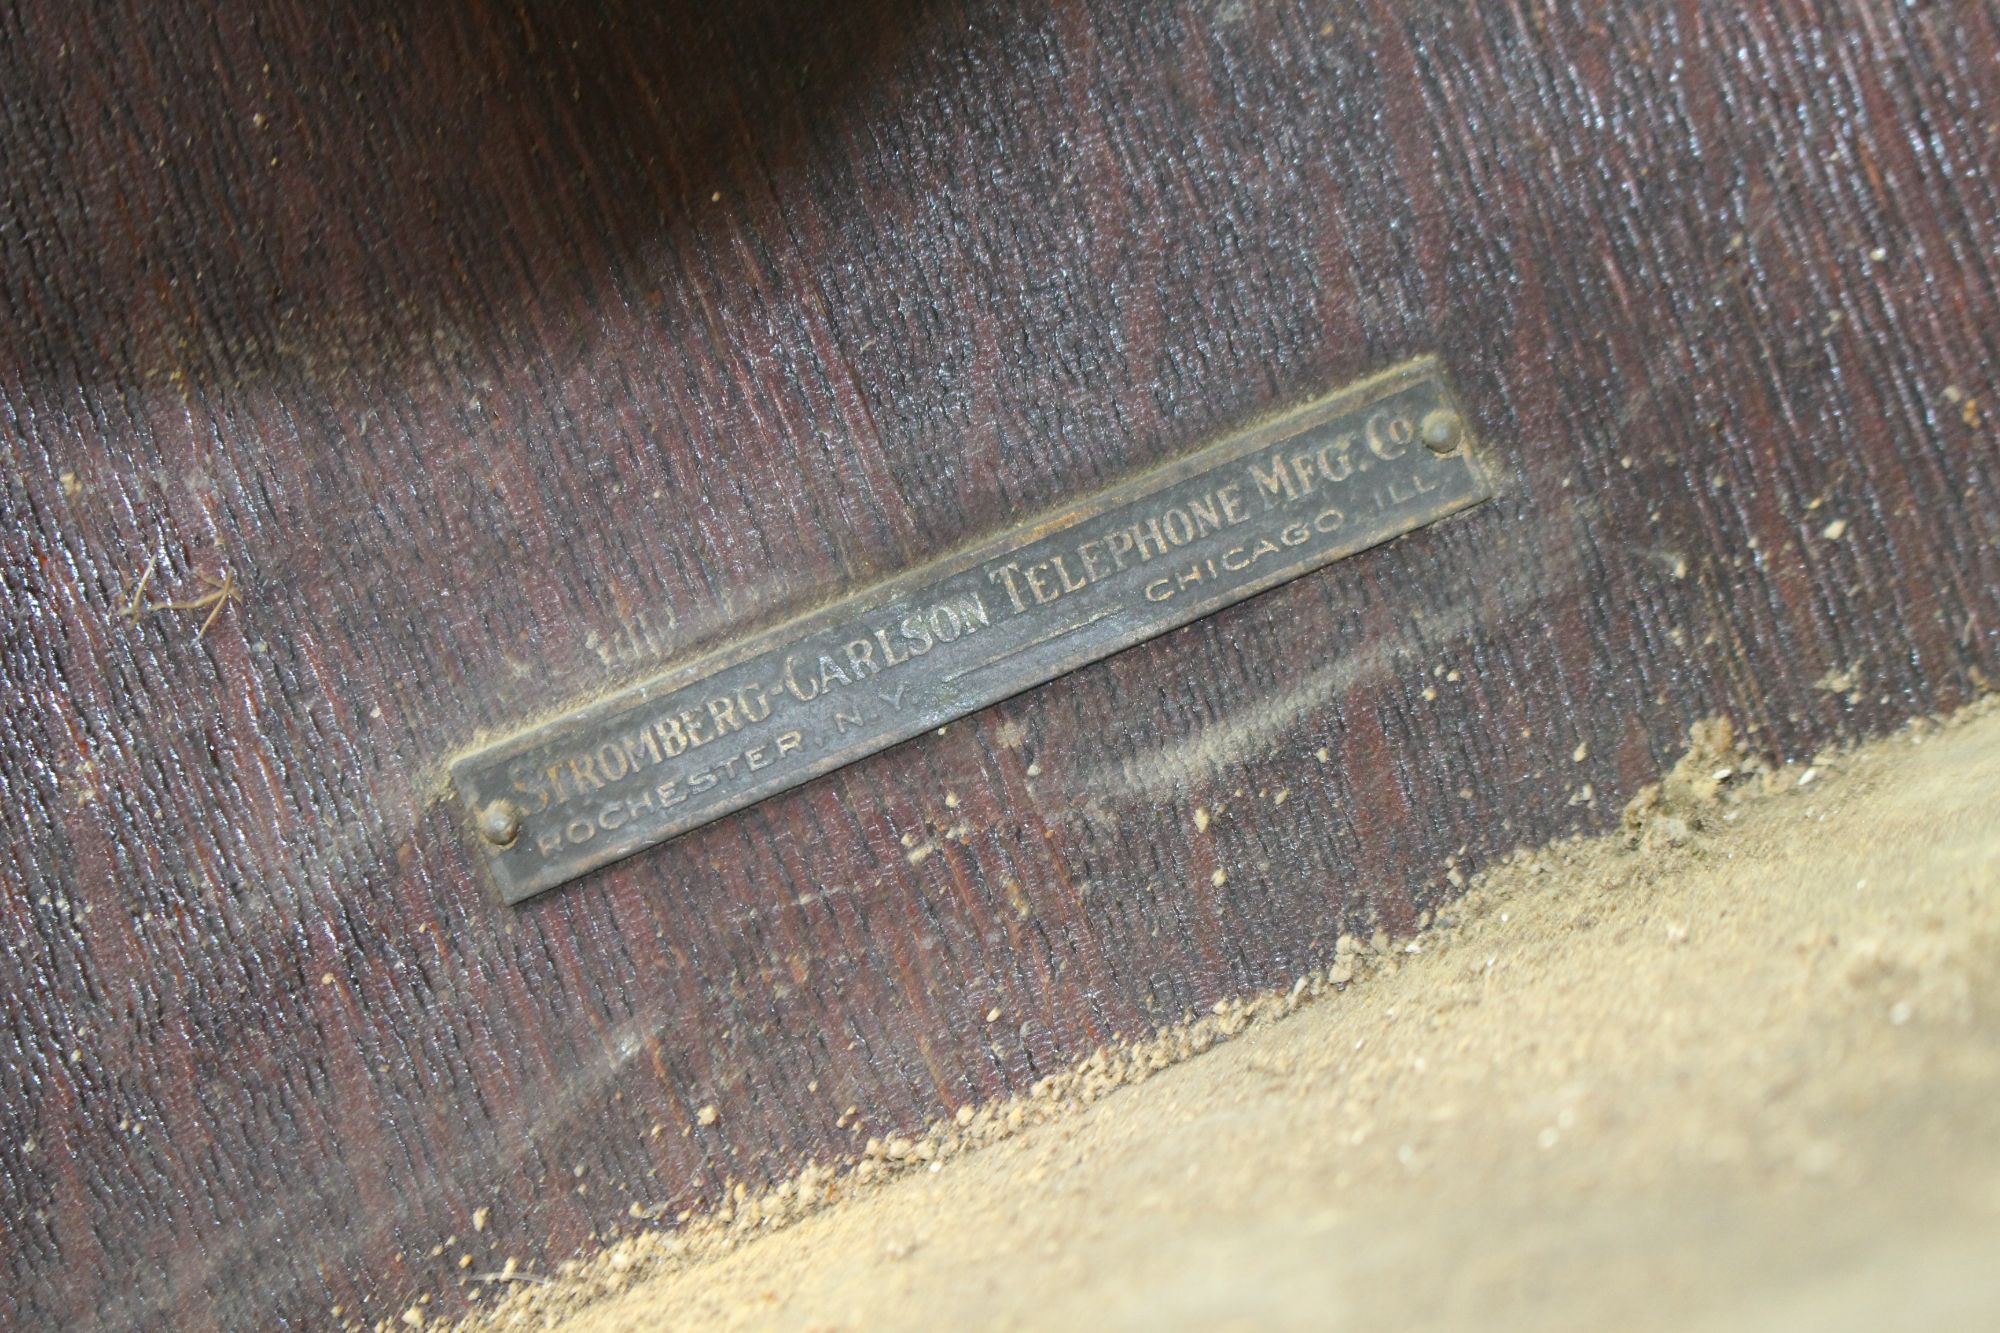 STROMBERG-CARLSON TELEPHONE MFG. CO
ROCHESTER, N.Y. — CHICAGO, ILL.